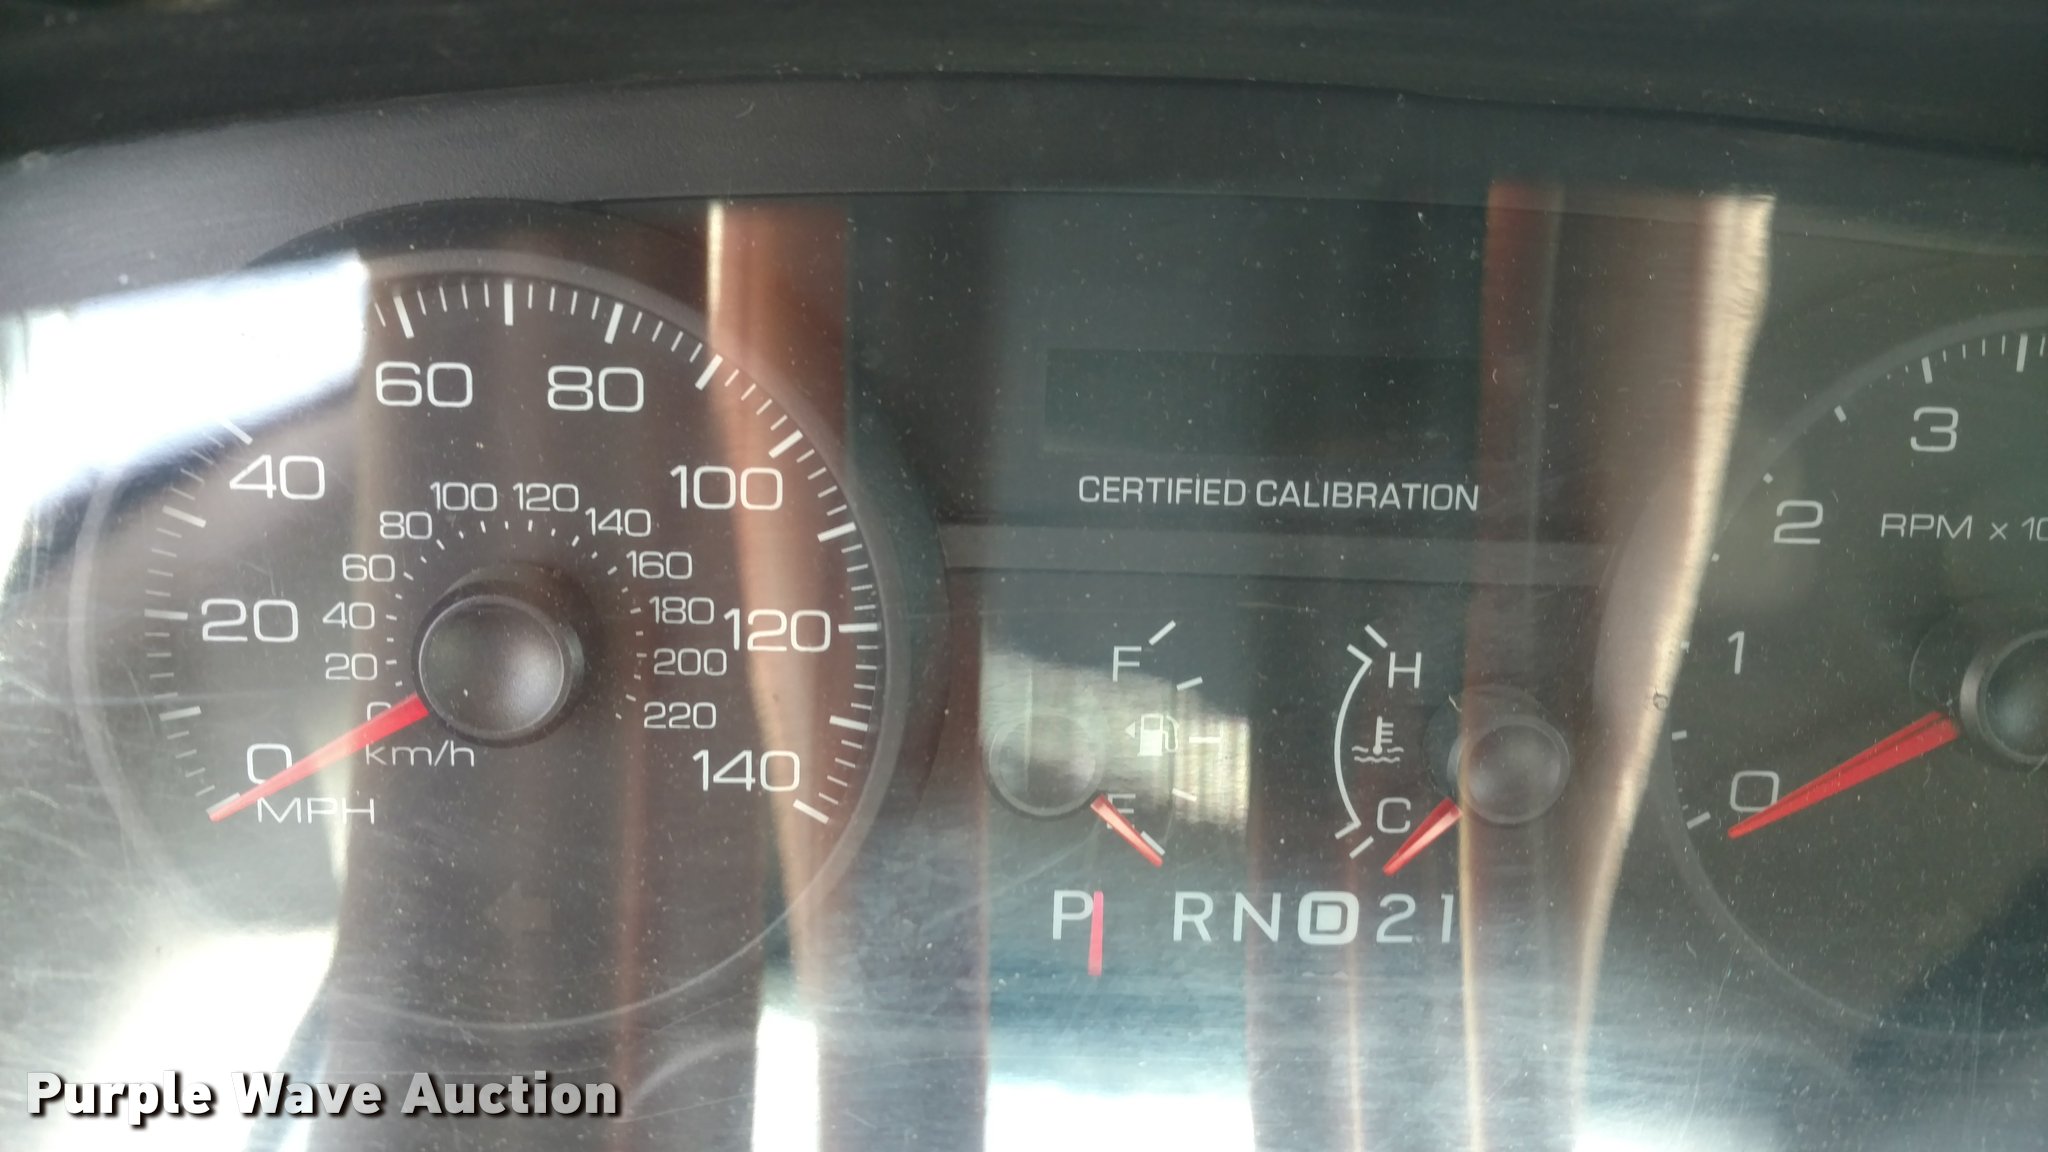 60 80
40 100
20 120
0 140
MPH
100 120
80 140
60 160
40 180
20 200
220
km/h
CERTIFIED CALIBRATION
F
E
H
C
P R N D 2 1
3
2
RPM x 10
1
0
Purple Wave Auction